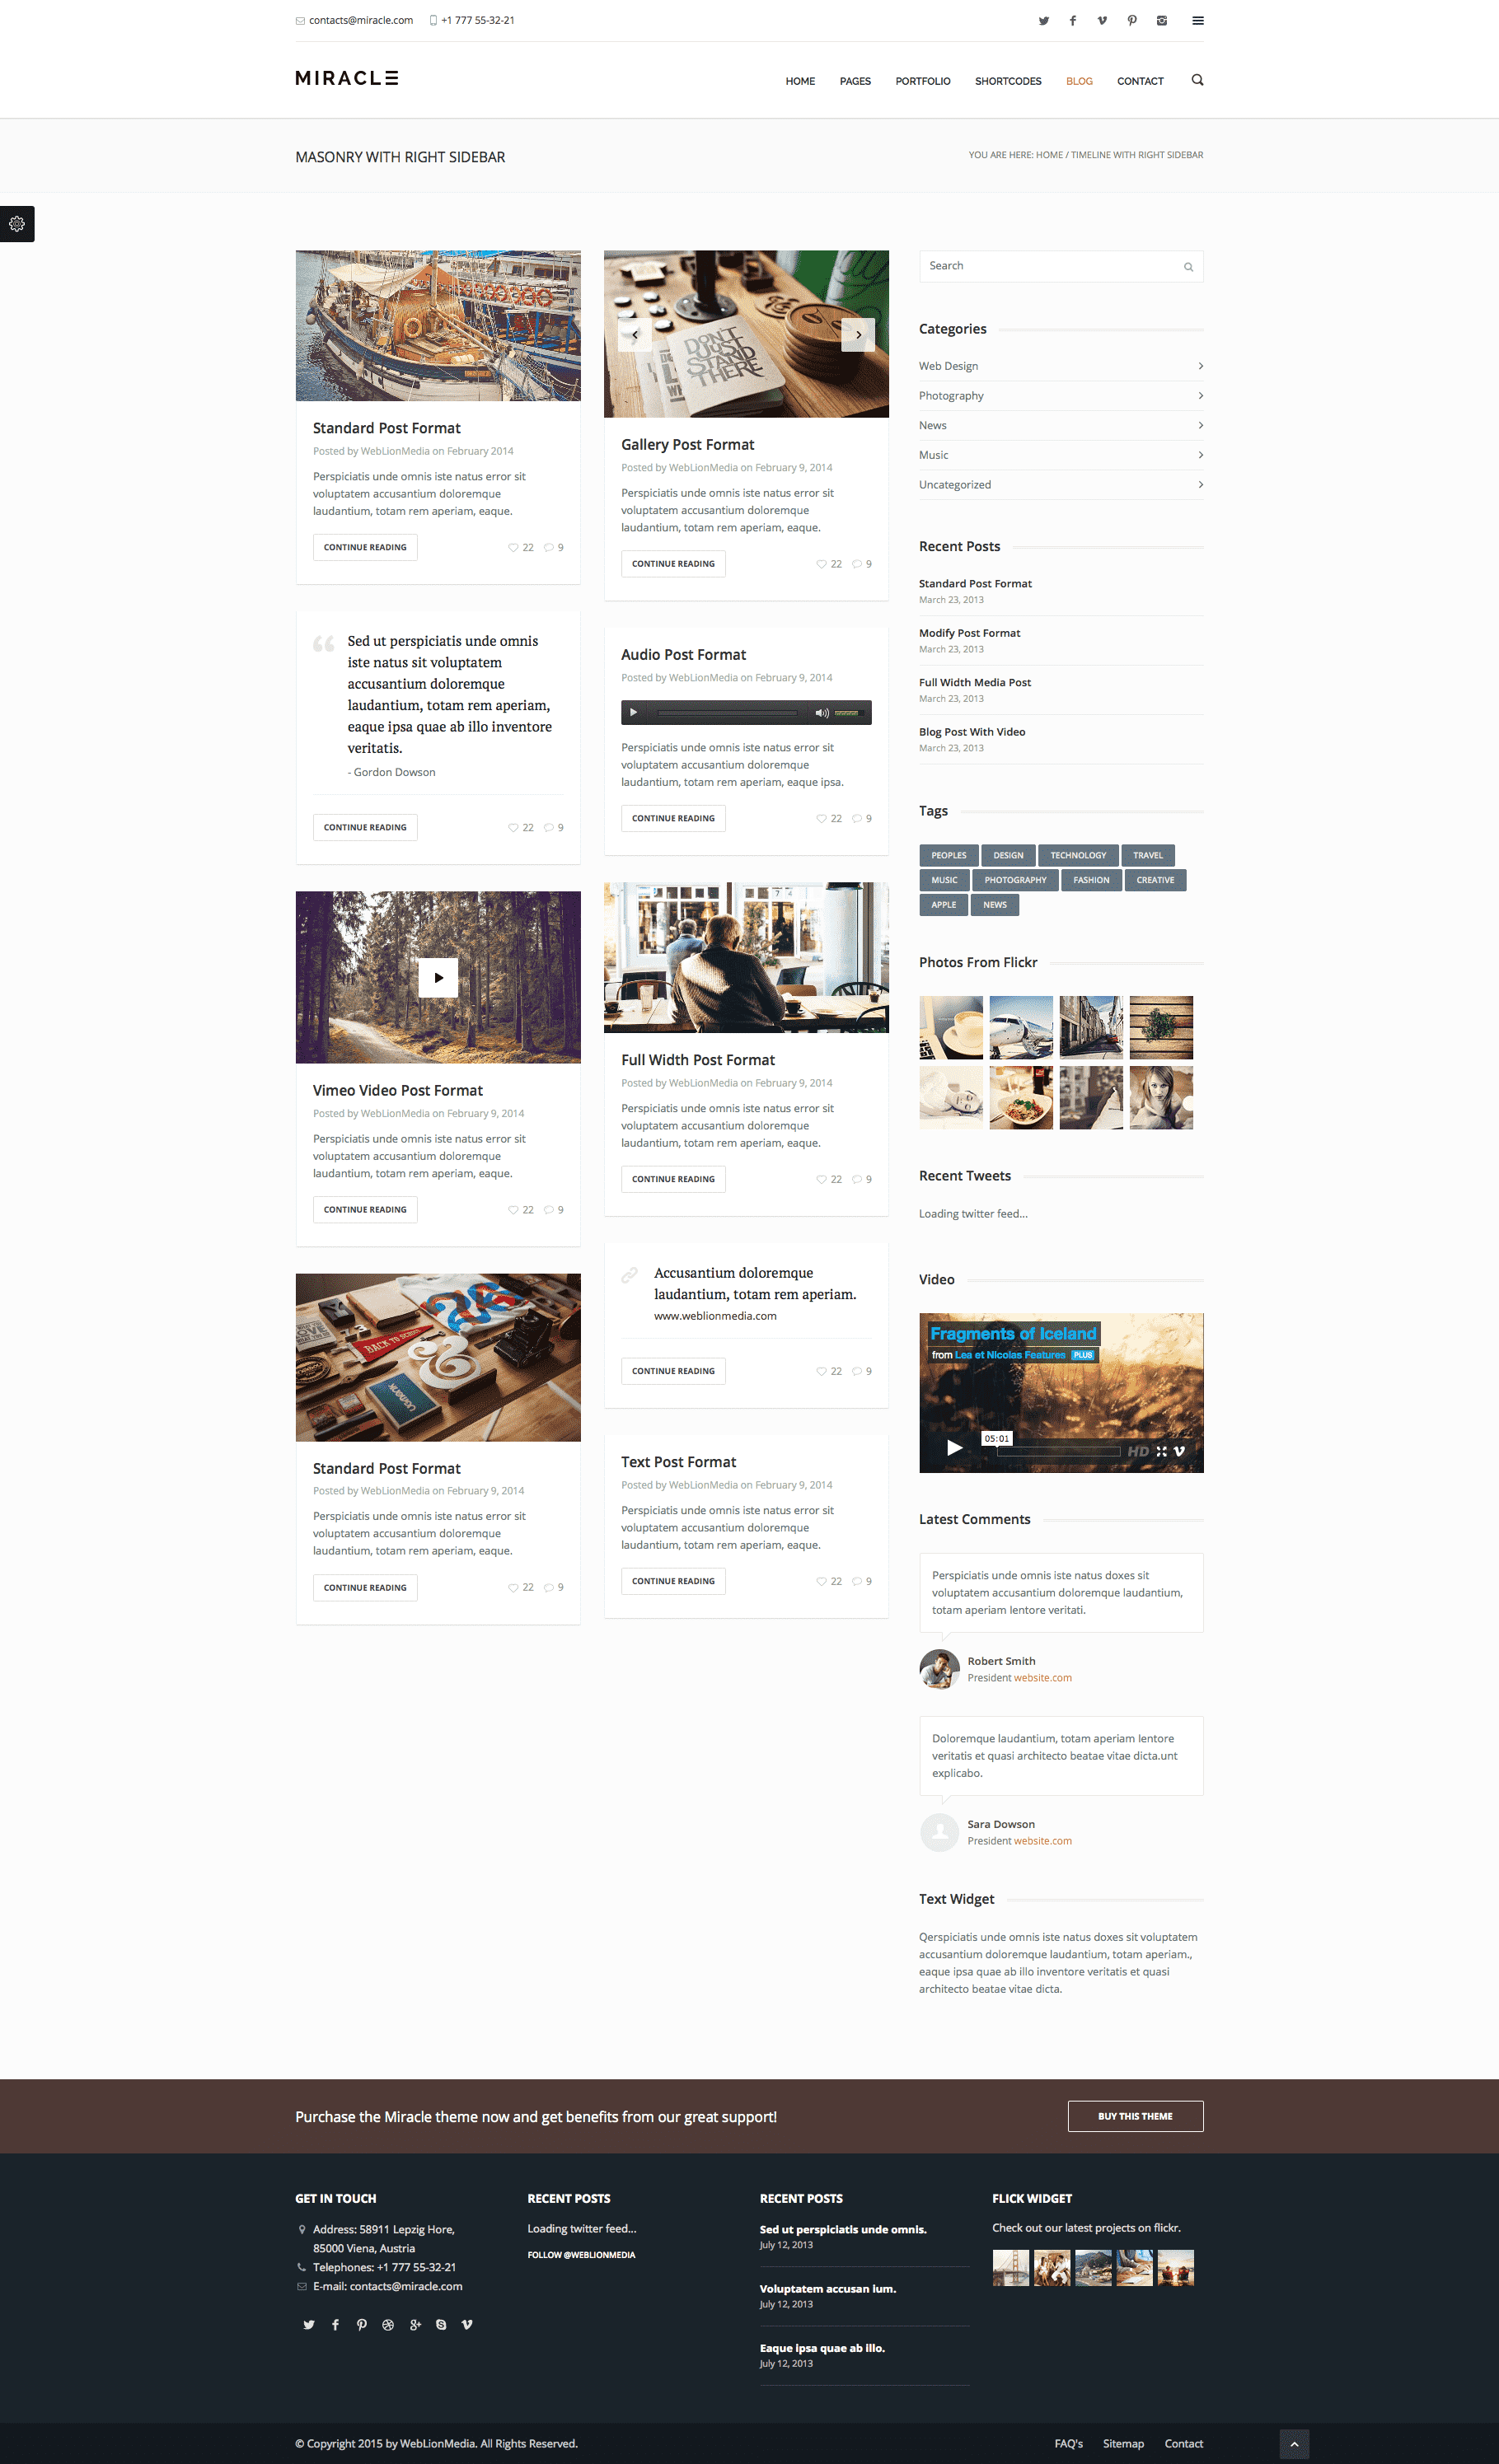 contacts@miracle.com +1 777 55-32-21
MIRACLE
HOME PAGES PORTFOLIO SHORTCODES BLOG CONTACT
MASONRY WITH RIGHT SIDEBAR
YOU ARE HERE: HOME / TIMELINE WITH RIGHT SIDEBAR
Standard Post Format
Posted by WebLionMedia on February 2014
Perspiciatis unde omnis iste natus error sit
voluptatem accusantium doloremque
laudantium, totam rem aperiam, eaque.
CONTINUE READING 22 9
Sed ut perspiciatis unde omnis
iste natus sit voluptatem
accusantium doloremque
laudantium, totam rem aperiam,
eaque ipsa quae ab illo inventore
veritatis.
- Gordon Dowson
CONTINUE READING 22 9
Vimeo Video Post Format
Posted by WebLionMedia on February 9, 2014
Perspiciatis unde omnis iste natus error sit
voluptatem accusantium doloremque
laudantium, totam rem aperiam, eaque.
CONTINUE READING 22 9
BACK TO SCHOOL
Standard Post Format
Posted by WebLionMedia on February 9, 2014
Perspiciatis unde omnis iste natus error sit
voluptatem accusantium doloremque
laudantium, totam rem aperiam, eaque.
CONTINUE READING 22 9
DON'T
JUST
STAND
THERE
Gallery Post Format
Posted by WebLionMedia on February 9, 2014
Perspiciatis unde omnis iste natus error sit
voluptatem accusantium doloremque
laudantium, totam rem aperiam, eaque.
CONTINUE READING 22 9
Audio Post Format
Posted by WebLionMedia on February 9, 2014
Perspiciatis unde omnis iste natus error sit
voluptatem accusantium doloremque
laudantium, totam rem aperiam, eaque ipsa.
CONTINUE READING 22 9
7 4
Full Width Post Format
Posted by WebLionMedia on February 9, 2014
Perspiciatis unde omnis iste natus error sit
voluptatem accusantium doloremque
laudantium, totam rem aperiam, eaque.
CONTINUE READING 22 9
Accusantium doloremque
laudantium, totam rem aperiam.
www.weblionmedia.com
CONTINUE READING 22 9
Text Post Format
Posted by WebLionMedia on February 9, 2014
Perspiciatis unde omnis iste natus error sit
voluptatem accusantium doloremque
laudantium, totam rem aperiam, eaque.
CONTINUE READING 22 9
Search
Categories
Web Design
Photography
News
Music
Uncategorized
Recent Posts
Standard Post Format
March 23, 2013
Modify Post Format
March 23, 2013
Full Width Media Post
March 23, 2013
Blog Post With Video
March 23, 2013
Tags
PEOPLES DESIGN TECHNOLOGY TRAVEL
MUSIC PHOTOGRAPHY FASHION CREATIVE
APPLE NEWS
Photos From Flickr
Recent Tweets
Loading twitter feed...
Video
Fragments of Iceland
from Lea et Nicolas Features PLUS
05:01
HD
Latest Comments
Perspiciatis unde omnis iste natus doxes sit
voluptatem accusantium doloremque laudantium,
totam aperiam lentore veritati.
Robert Smith
President website.com
Doloremque laudantium, totam aperiam lentore
veritatis et quasi architecto beatae vitae dicta.unt
explicabo.
Sara Dowson
President website.com
Text Widget
Qerspiciatis unde omnis iste natus doxes sit voluptatem
accusantium doloremque laudantium, totam aperiam.,
eaque ipsa quae ab illo inventore veritatis et quasi
architecto beatae vitae dicta.
Purchase the Miracle theme now and get benefits from our great support!
BUY THIS THEME
GET IN TOUCH
Address: 58911 Lepzig Hore,
85000 Viena, Austria
Telephones: +1 777 55-32-21
E-mail: contacts@miracle.com
RECENT POSTS
Loading twitter feed...
FOLLOW @WEBLIONMEDIA
RECENT POSTS
Sed ut perspiciatis unde omnis.
July 12, 2013
Voluptatem accusan ium.
July 12, 2013
Eaque ipsa quae ab illo.
July 12, 2013
FLICK WIDGET
Check out our latest projects on flickr.
© Copyright 2015 by WebLionMedia. All Rights Reserved.
FAQ's Sitemap Contact